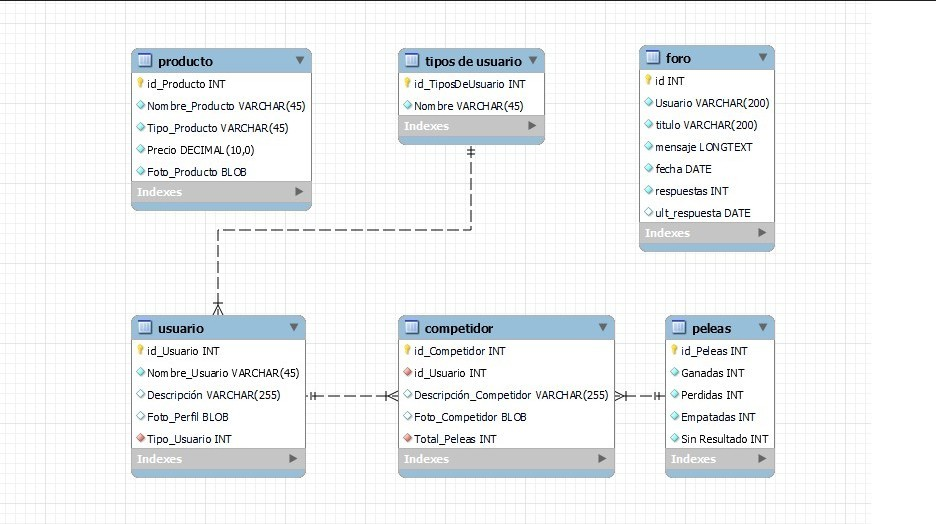 producto
id_Producto INT
Nombre_Producto VARCHAR(45)
Tipo_Producto VARCHAR(45)
Precio DECIMAL(10,0)
Foto_Producto BLOB
Indexes
tipos de usuario
id_TiposDeUsuario INT
Nombre VARCHAR(45)
Indexes
foro
id INT
Usuario VARCHAR(200)
titulo VARCHAR(200)
mensaje LONGTEXT
fecha DATE
respuestas INT
ult_respuesta DATE
Indexes
usuario
id_Usuario INT
Nombre_Usuario VARCHAR(45)
Descripción VARCHAR(255)
Foto_Perfil BLOB
Tipo_Usuario INT
Indexes
competidor
id_Competidor INT
id_Usuario INT
Descripción_Competidor VARCHAR(255)
Foto_Competidor BLOB
Total_Peleas INT
Indexes
peleas
id_Peleas INT
Ganadas INT
Perdidas INT
Empatadas INT
Sin Resultado INT
Indexes